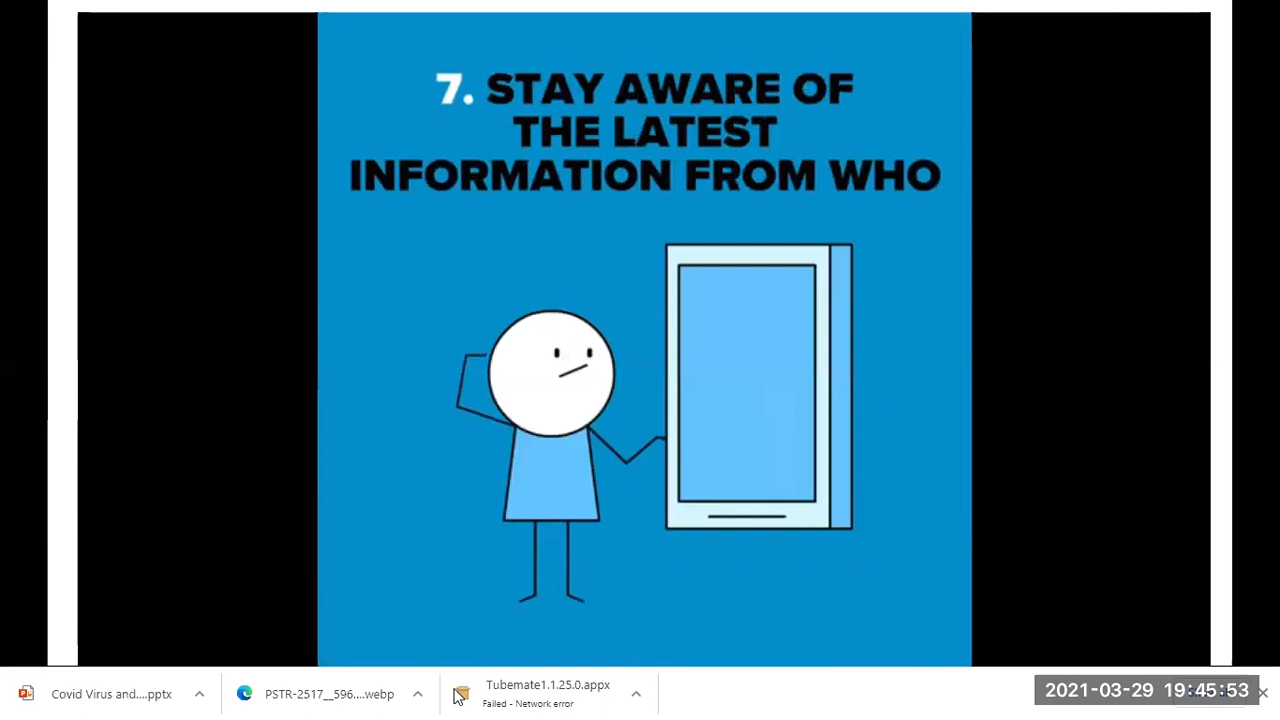 7. STAY AWARE OF
THE LATEST
INFORMATION FROM WHO
Covid Virus and....pptx
PSTR-2517__596....webp
Tubemate1.1.25.0.appx
Failed - Network error
2021-03-29 19:45:53